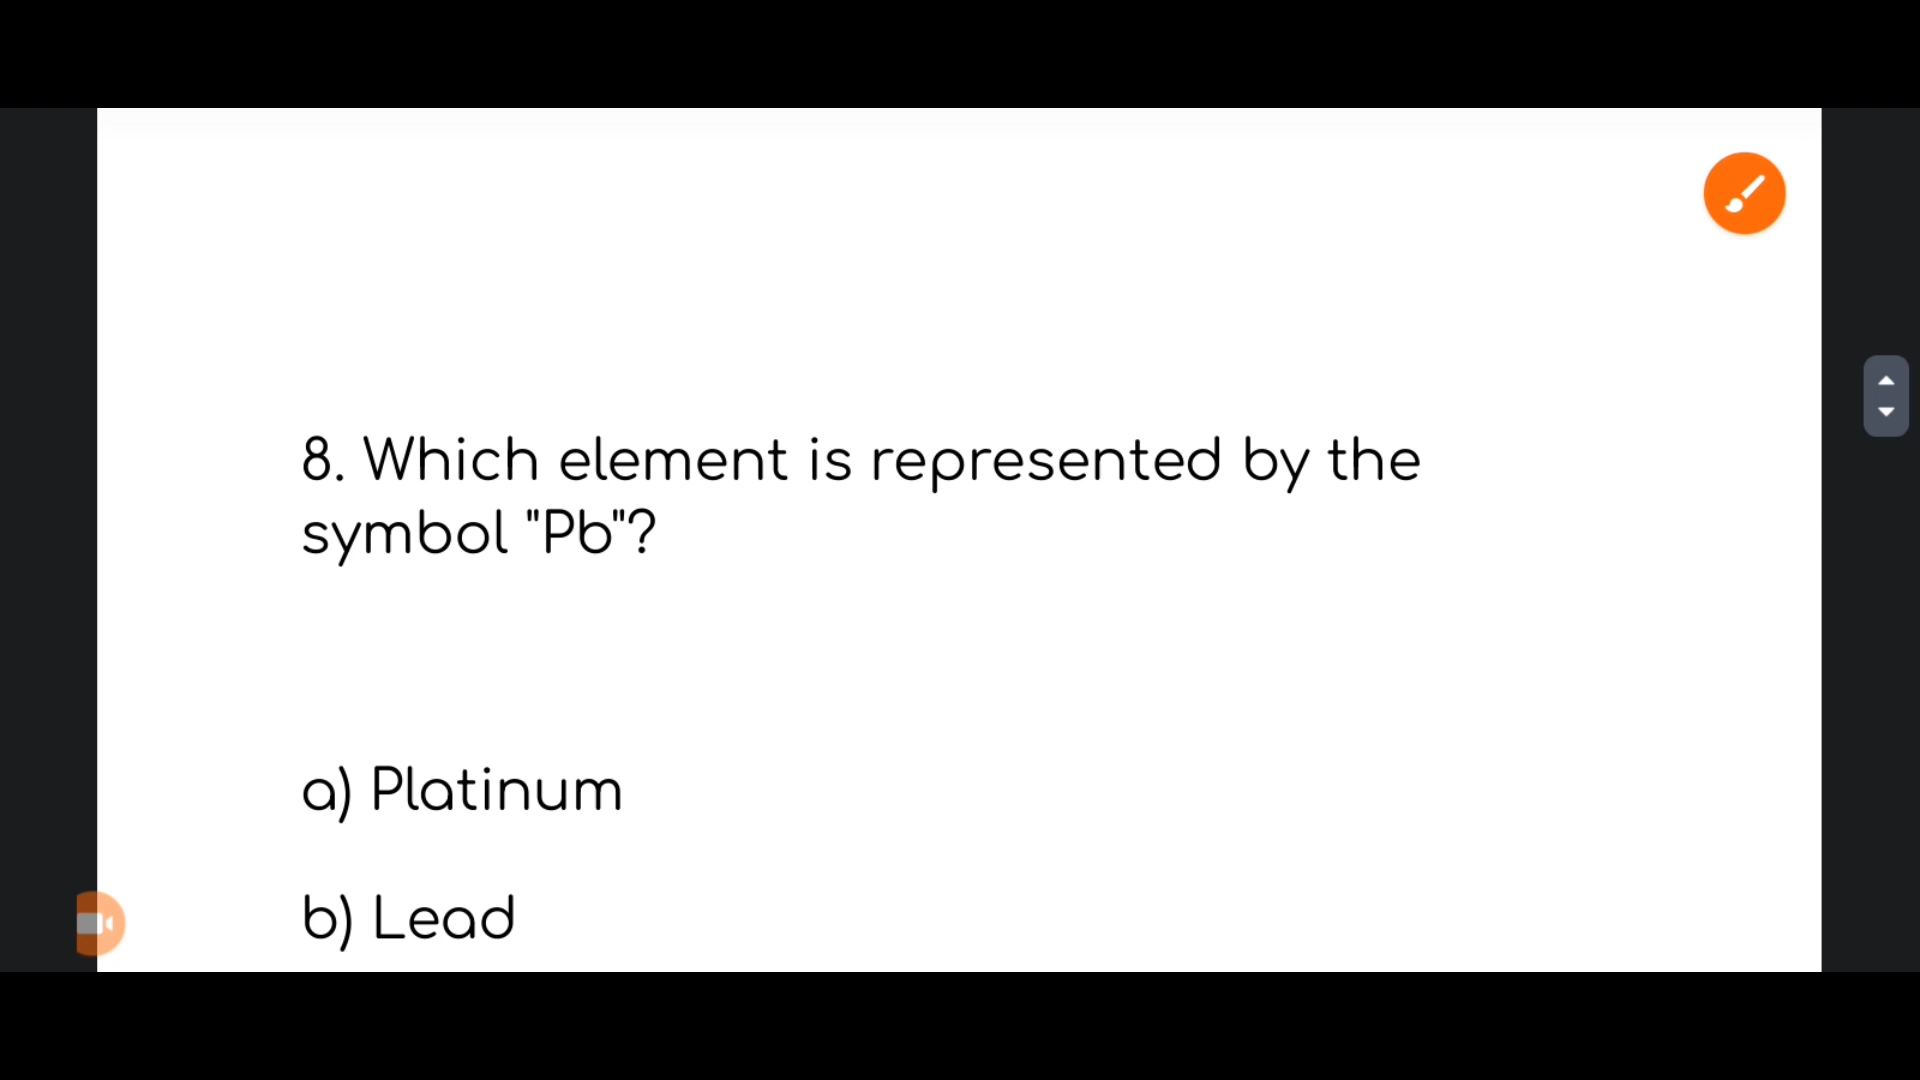 8. Which element is represented by the
symbol "Pb"?
a) Platinum
b) Lead